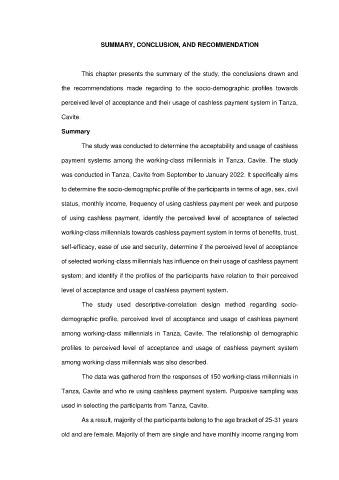 SUMMARY, CONCLUSION, AND RECOMMENDATION
This chapter presents the summary of the study, the conclusions drawn and
the recommendations made regarding to the socio-demographic profiles towards
perceived level of acceptance and their usage of cashless payment system in Tanza,
Cavite.
Summary
The study was conducted to determine the acceptability and usage of cashless
payment systems among the working-class millennials in Tanza, Cavite. The study
was conducted in Tanza, Cavite from September to January 2022. It specifically aims
to determine the socio-demographic profile of the participants in terms of age, sex, civil
status, monthly income, frequency of using cashless payment per week and purpose
of using cashless payment, identify the perceived level of acceptance of selected
working-class millennials towards cashless payment system in terms of benefits, trust,
self-efficacy, ease of use and security, determine if the perceived level of acceptance
of selected working-class millennials has influence on their usage of cashless payment
system; and identify if the profiles of the participants have relation to their perceived
level of acceptance and usage of cashless payment system.
The study used descriptive-correlation design method regarding socio-
demographic profile, perceived level of acceptance and usage of cashless payment
among working-class millennials in Tanza, Cavite. The relationship of demographic
profiles to perceived level of acceptance and usage of cashless payment system
among working-class millennials was also described.
The data was gathered from the responses of 150 working-class millennials in
Tanza, Cavite and who re using cashless payment system. Purposive sampling was
used in selecting the participants from Tanza, Cavite.
As a result, majority of the participants belong to the age bracket of 25-31 years
old and are female. Majority of them are single and have monthly income ranging from